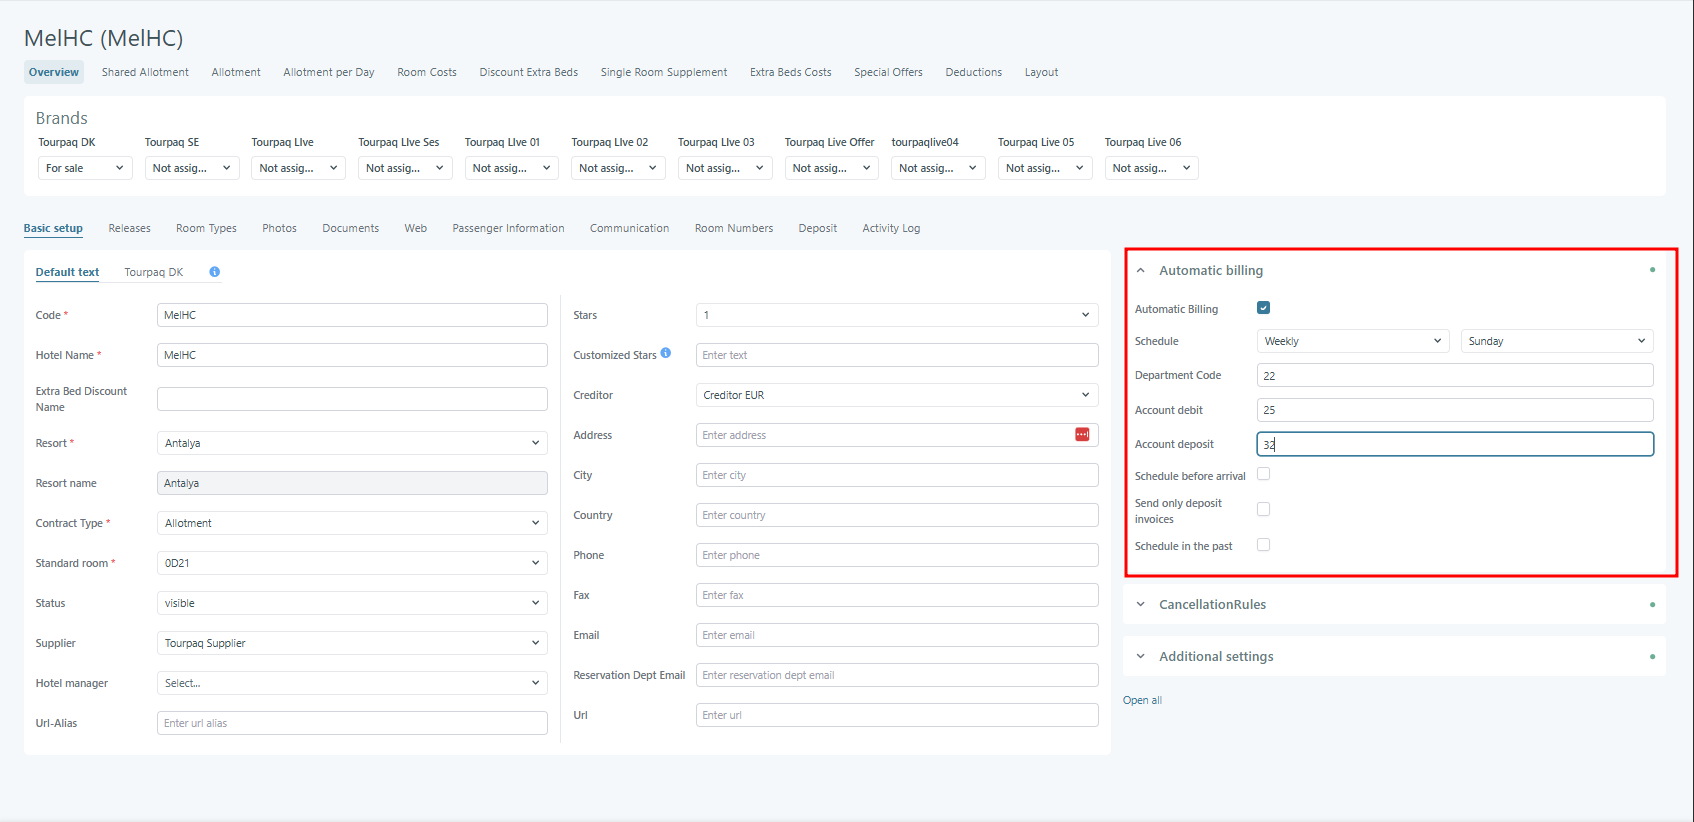 MelHC (MelHC)
Overview Shared Allotment Allotment Allotment per Day Room Costs Discount Extra Beds Single Room Supplement Extra Beds Costs Special Offers Deductions Layout
Brands
Tourpaq DK Tourpaq SE Tourpaq LIve Tourpaq LIve Ses Tourpaq LIve 01 Tourpaq LIve 02 Tourpaq LIve 03 Tourpaq Live Offer tourpaqlive04 Tourpaq Live 05 Tourpaq Live 06
For sale Not assig... Not assig... Not assig... Not assig... Not assig... Not assig... Not assig... Not assig... Not assig... Not assig...
Basic setup Releases Room Types Photos Documents Web Passenger Information Communication Room Numbers Deposit Activity Log
Default text Tourpaq DK
Code * MelHC
Hotel Name * MelHC
Extra Bed Discount
Name
Resort * Antalya
Resort name Antalya
Contract Type * Allotment
Standard room * 0D21
Status visible
Supplier Tourpaq Supplier
Hotel manager Select...
Url-Alias Enter url alias
Stars 1
Customized Stars Enter text
Creditor Creditor EUR
Address Enter address
City Enter city
Country Enter country
Phone Enter phone
Fax Enter fax
Email Enter email
Reservation Dept Email Enter reservation dept email
Url Enter url
Automatic billing
Automatic Billing
Schedule Weekly Sunday
Department Code 22
Account debit 25
Account deposit 32
Schedule before arrival
Send only deposit
invoices
Schedule in the past
CancellationRules
Additional settings
Open all